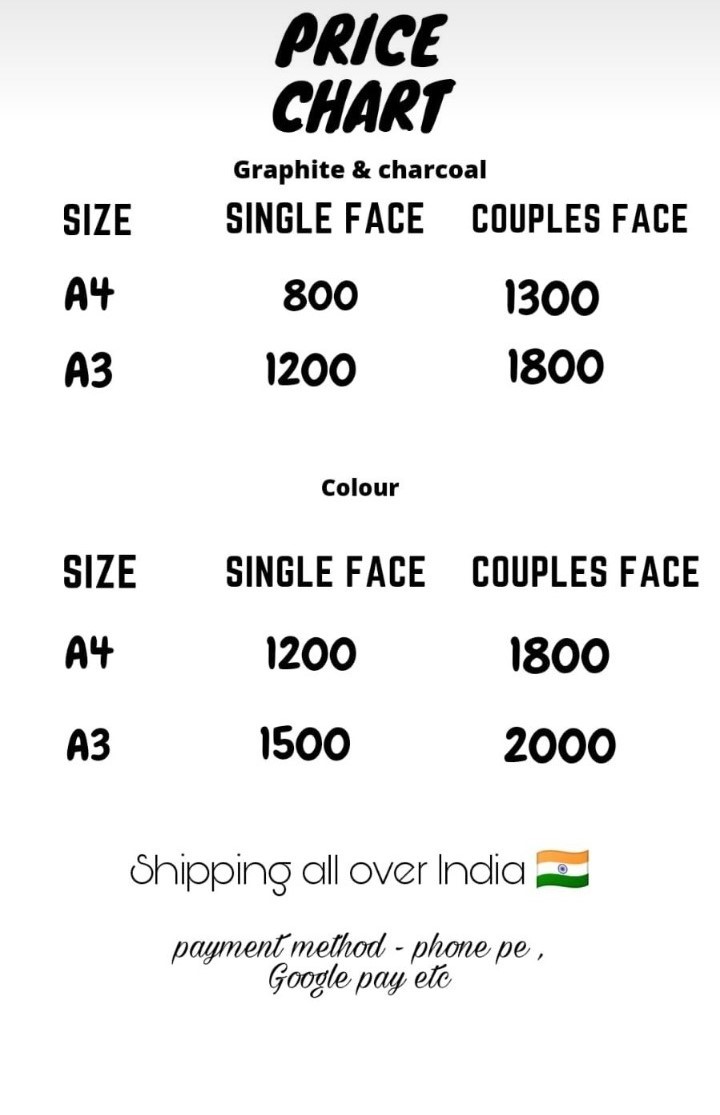 PRICE
CHART
Graphite & charcoal
SIZE SINGLE FACE COUPLES FACE
A4 800 1300
A3 1200 1800
Colour
SIZE SINGLE FACE COUPLES FACE
A4 1200 1800
A3 1500 2000
Shipping all over India 🇮🇳
payment method - phone pe ,
Google pay etc